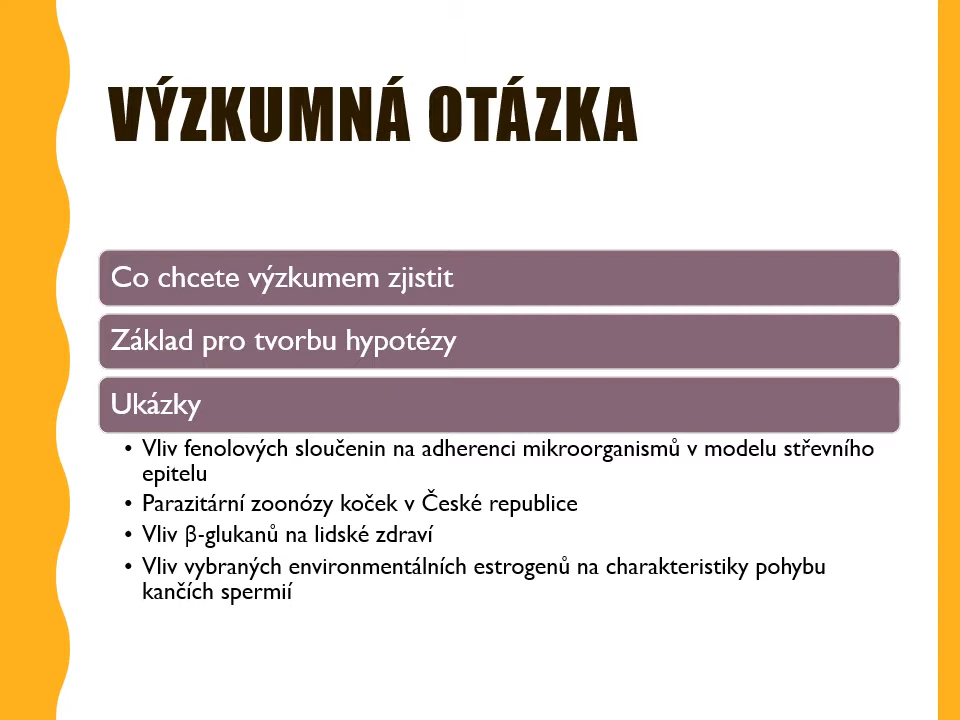 VÝZKUMNÁ OTÁZKA
Co chcete výzkumem zjistit
Základ pro tvorbu hypotézy
Ukázky
• Vliv fenolových sloučenin na adherenci mikroorganismů v modelu střevního
epitelu
• Parazitární zoonózy koček v České republice
• Vliv β-glukanů na lidské zdraví
• Vliv vybraných environmentálních estrogenů na charakteristiky pohybu
kančích spermií